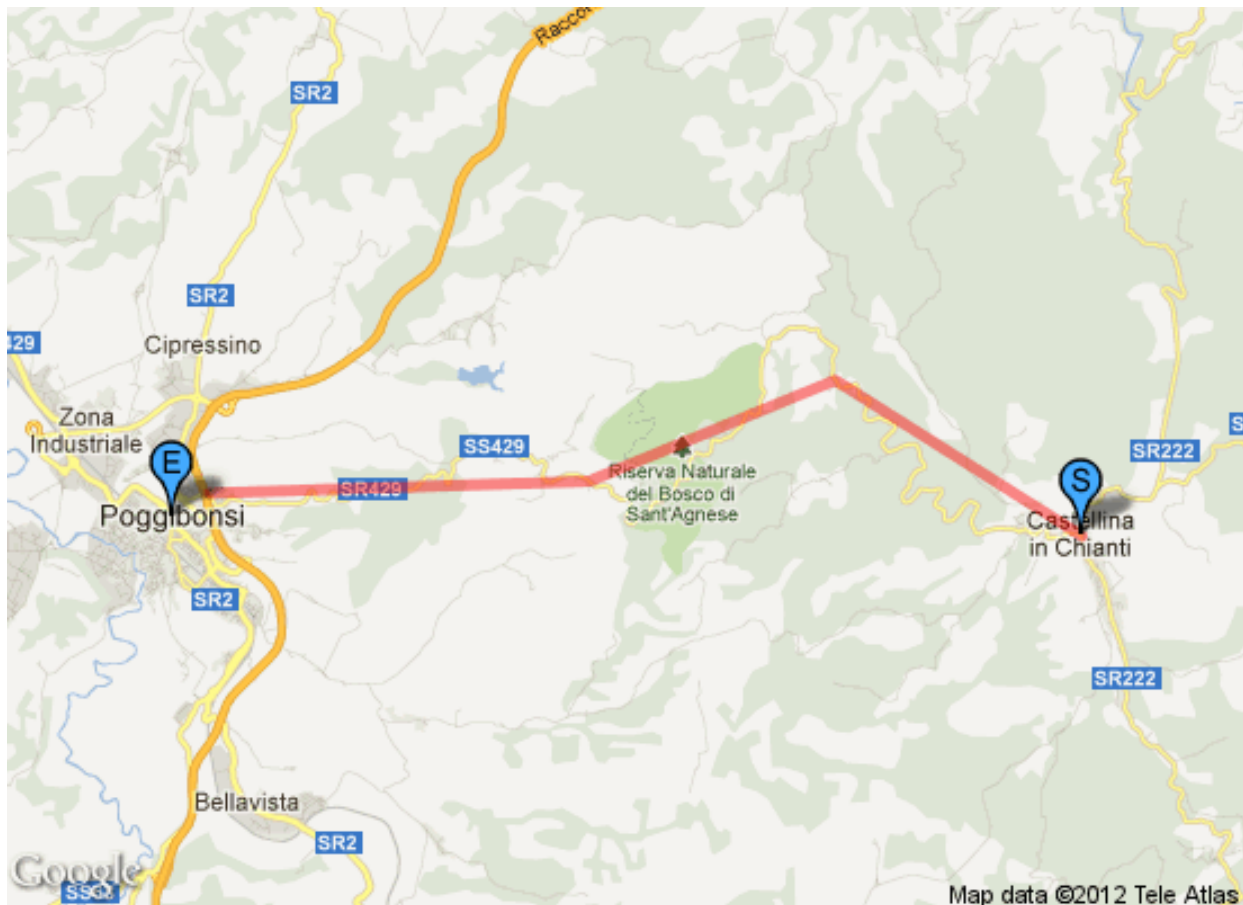 Raccor
SR2
SR2
429
Cipressino
Zona
Industriale
E
Poggibonsi
SS429
SR429
Riserva Naturale
del Bosco di
Sant'Agnese
SR222
S
S
Castellina
in Chianti
SR2
SR222
Bellavista
SR2
Google
Map data ©2012 Tele Atlas